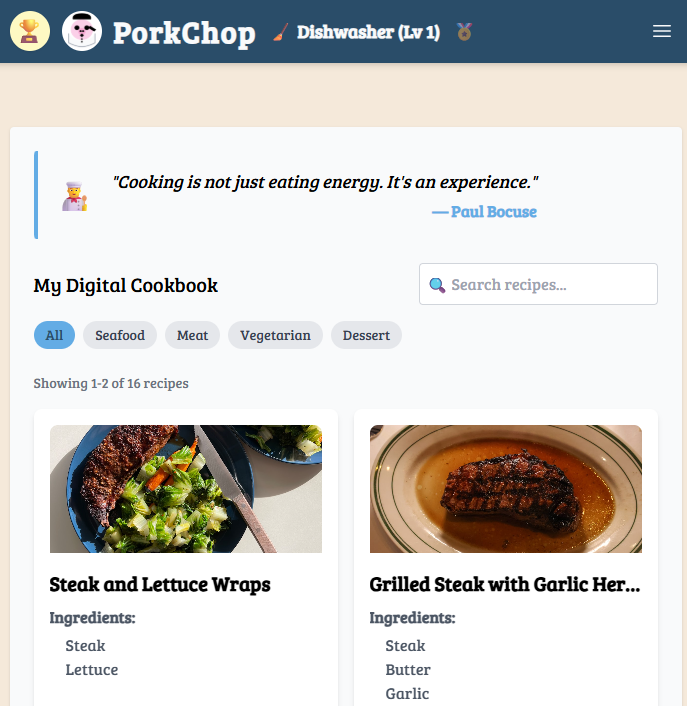 PorkChop
Dishwasher (Lv 1)
"Cooking is not just eating energy. It's an experience."
— Paul Bocuse
My Digital Cookbook
Search recipes...
All
Seafood
Meat
Vegetarian
Dessert
Showing 1-2 of 16 recipes
Steak and Lettuce Wraps
Ingredients:
Steak
Lettuce
Grilled Steak with Garlic Her...
Ingredients:
Steak
Butter
Garlic